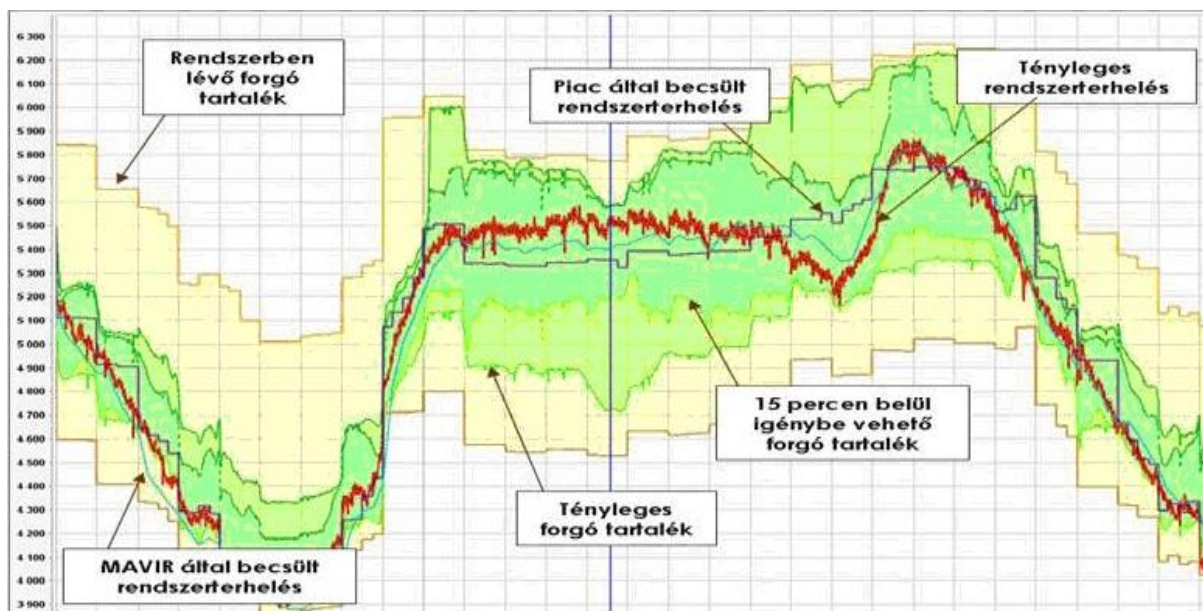 6 300
6 200
6 100
6 000
5 900
5 800
5 700
5 600
5 500
5 400
5 300
5 200
5 100
5 000
4 900
4 800
4 700
4 600
4 500
4 400
4 300
4 200
4 100
4 000
3 900
Rendszerben
lévő forgó
tartalék
Piac által becsült
rendszerterhelés
Tényleges
rendszerterhelés
15 percen belül
igénybe vehető
forgó tartalék
Tényleges
forgó tartalék
MAVIR által becsült
rendszerterhelés